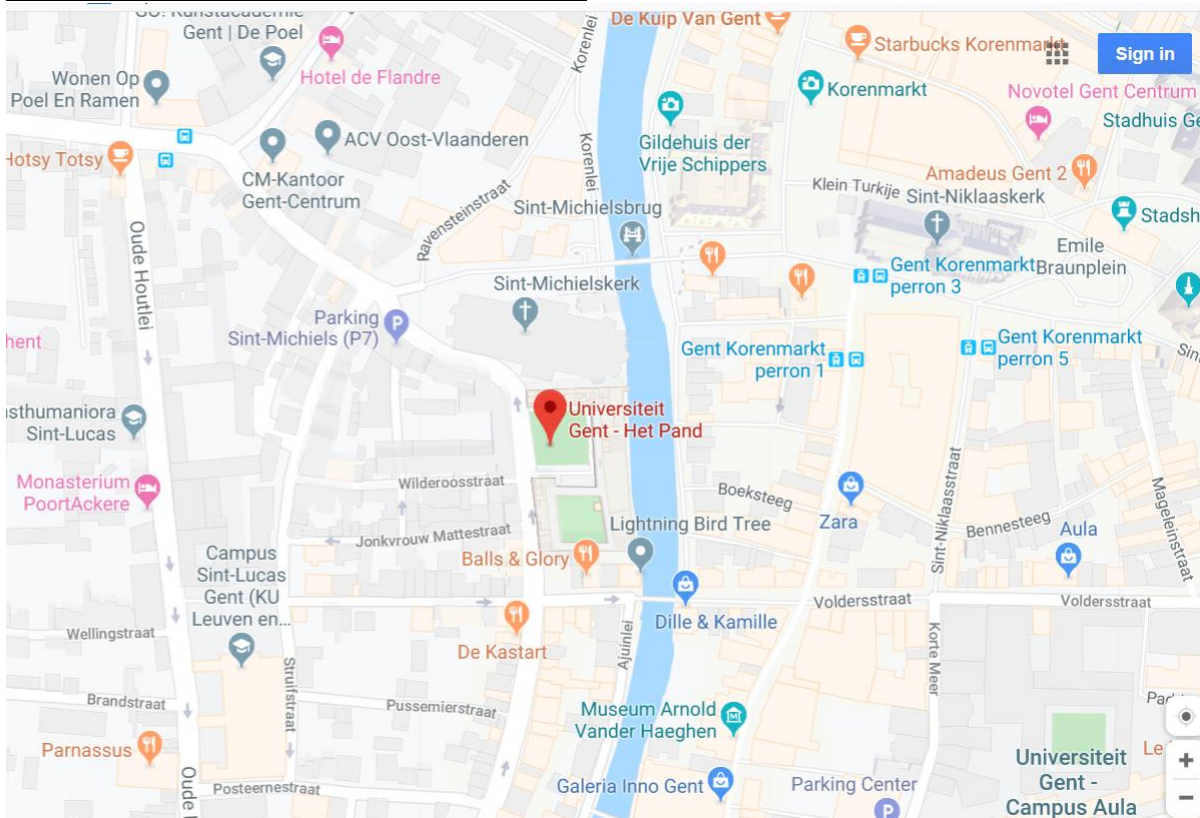 Gent | De Poel
Hotel de Flandre
Wonen Op
Poel En Ramen
De Kuip Van Gent
Korenlei
Starbucks Korenmarkt
Sign in
Korenmarkt
Novotel Gent Centrum
Stadhuis
Hotsy Totsy
ACV Oost-Vlaanderen
CM-Kantoor
Gent-Centrum
Korenlei
Gildehuis der
Vrije Schippers
Amadeus Gent 2
Klein Turkije
Sint-Niklaaskerk
Stadsh
Ravensteinstraat
Sint-Michielsbrug
Oude Houtlei
Emile
Braunplein
Gent Korenmarkt
perron 3
Sint-Michielskerk
Parking
Sint-Michiels (P7)
P
hent
Gent Korenmarkt
perron 1
Gent Korenmarkt
perron 5
Sin
Universiteit
Gent - Het Pand
asthumaniora
Sint-Lucas
Monasterium
PoortAckere
Wilderoosstraat
Boeksteeg
Zara
Sint-Niklaasstraat
Mageleinstraat
Bennesteeg
Aula
Jonkvrouw Mattestraat
Lightning Bird Tree
Balls & Glory
Campus
Sint-Lucas
Gent (KU
Leuven en...
Voldersstraat
Voldersstraat
Dille & Kamille
Wellingstraat
De Kastart
Ajuinlei
Korte Meer
Struifstraat
Brandstraat
Pussemierstraat
Museum Arnold
Vander Haeghen
M
Parnassus
Universiteit
Gent -
Campus Aula
Le
Oude
Posteernestraat
Galeria Inno Gent
Parking Center
P
+
−